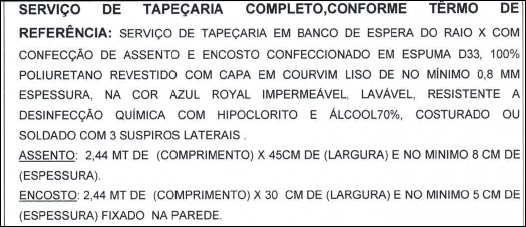 SERVIÇO DE TAPEÇARIA COMPLETO,CONFORME TÊRMO DE
REFERÊNCIA: SERVIÇO DE TAPEÇARIA EM BANCO DE ESPERA DO RAIO X COM
CONFECÇÃO DE ASSENTO E ENCOSTO CONFECCIONADO EM ESPUMA D33, 100%
POLIURETANO REVESTIDO COM CAPA EM COURVIM LISO DE NO MÍNIMO 0,8 MM
ESPESSURA, NA COR AZUL ROYAL IMPERMEÁVEL, LAVÁVEL, RESISTENTE A
DESINFECÇÃO QUÍMICA COM HIPOCLORITO E ÁLCOOL70%, COSTURADO OU
SOLDADO COM 3 SUSPIROS LATERAIS .
ASSENTO: 2,44 MT DE (COMPRIMENTO) X 45CM DE (LARGURA) E NO MINIMO 8 CM DE
(ESPESSURA).
ENCOSTO: 2,44 MT DE (COMPRIMENTO) X 30 CM DE (LARGURA) E NO MINIMO 5 CM DE
(ESPESSURA) FIXADO NA PAREDE.